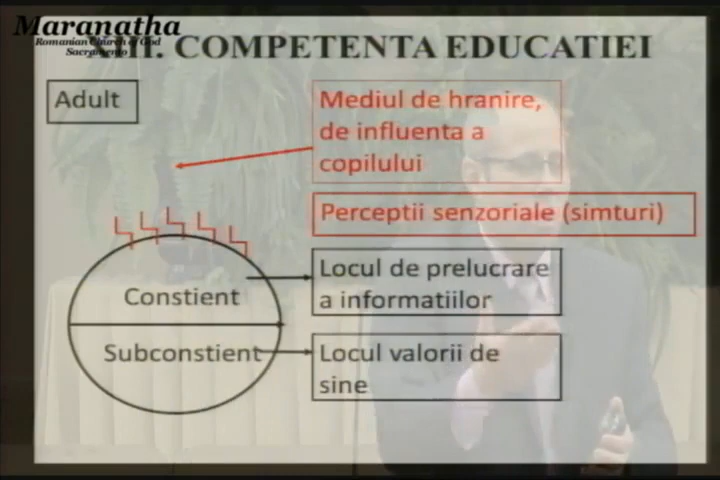 Maranatha
Romanian Church of God
Sacramento
III. COMPETENTA EDUCATIEI
Adult
Mediul de hranire,
de influenta a
copilului
Perceptii senzoriale (simturi)
Constient
Locul de prelucrare
a informatiilor
Subconstient
Locul valorii de
sine